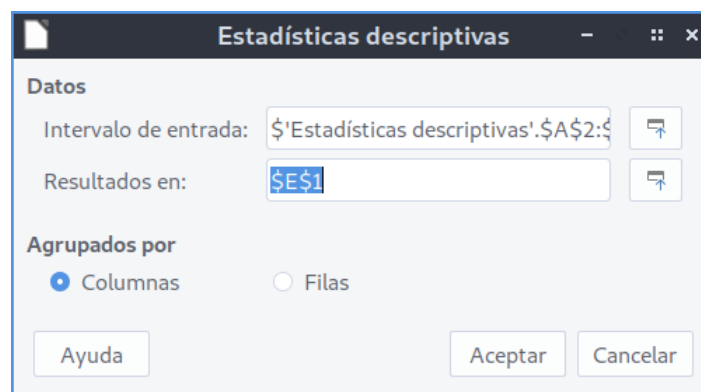 Estadísticas descriptivas
Datos
Intervalo de entrada: $'Estadísticas descriptivas'.$A$2:$
Resultados en: $E$1
Agrupados por
Columnas Filas
Ayuda Aceptar Cancelar